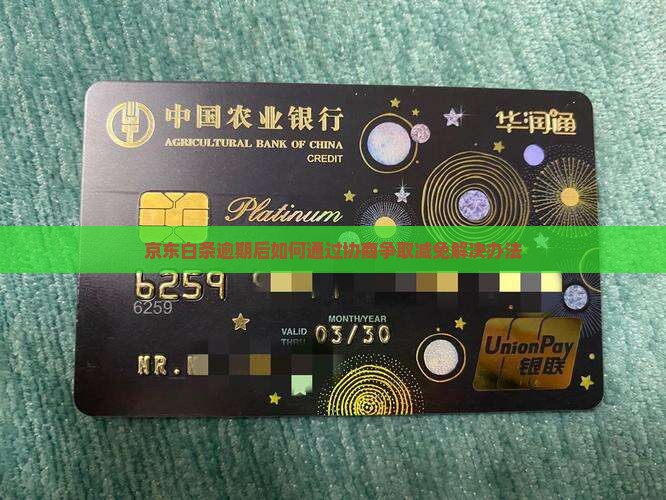 中国农业银行
AGRICULTURAL BANK OF CHINA
CREDIT
华润通
Platinum
京东白条逾期后如何通过协商争取减免解决办法
6259
6259
MONTH/YEAR
VALID THRU 03/30
MR.
UnionPay
银联